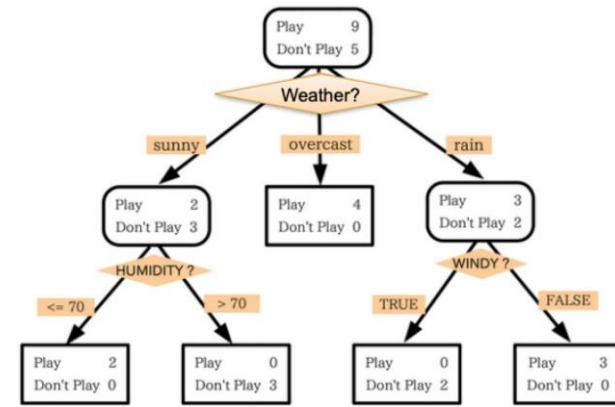 Play 9
Don't Play 5
Weather?
sunny
overcast
rain
Play 2
Don't Play 3
Play 4
Don't Play 0
Play 3
Don't Play 2
HUMIDITY ?
WINDY ?
<= 70
> 70
TRUE
FALSE
Play 2
Don't Play 0
Play 0
Don't Play 3
Play 0
Don't Play 2
Play 3
Don't Play 0